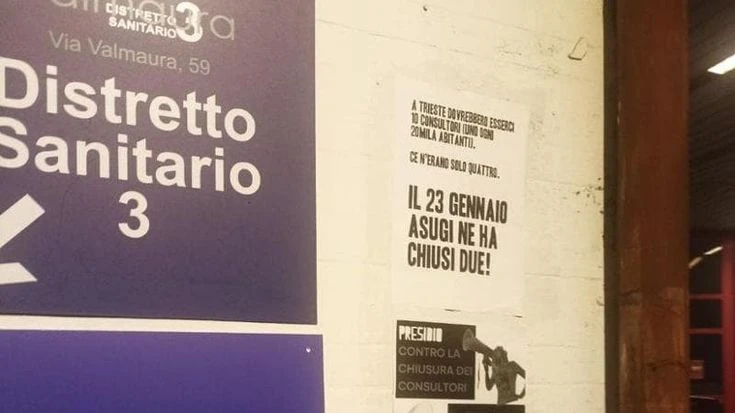 almaura
DISTRETTO 3
SANITARIO
Via Valmaura, 59
Distretto
Sanitario
3
A TRIESTE DOVREBBERO ESSERCI
10 CONSULTORI (UNO OGNI
20MILA ABITANTI).
CE N'ERANO SOLO QUATTRO.
IL 23 GENNAIO
ASUGI NE HA
CHIUSI DUE!
PRESIDIO
CONTRO LA
CHIUSURA DEI
CONSULTORI